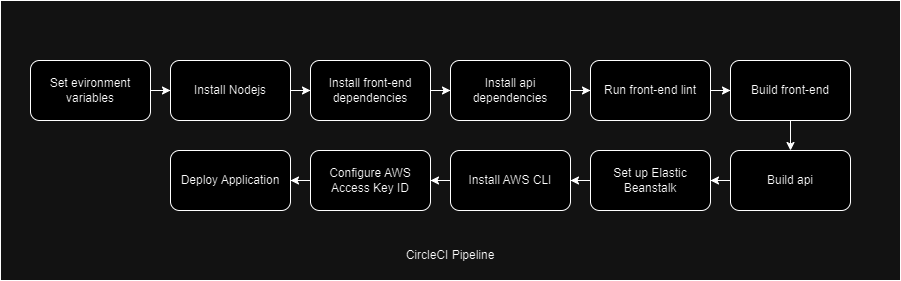 Set evironment
variables
Install Nodejs
Install front-end
dependencies
Install api
dependencies
Run front-end lint
Build front-end
Build api
Set up Elastic
Beanstalk
Install AWS CLI
Configure AWS
Access Key ID
Deploy Application
CircleCI Pipeline